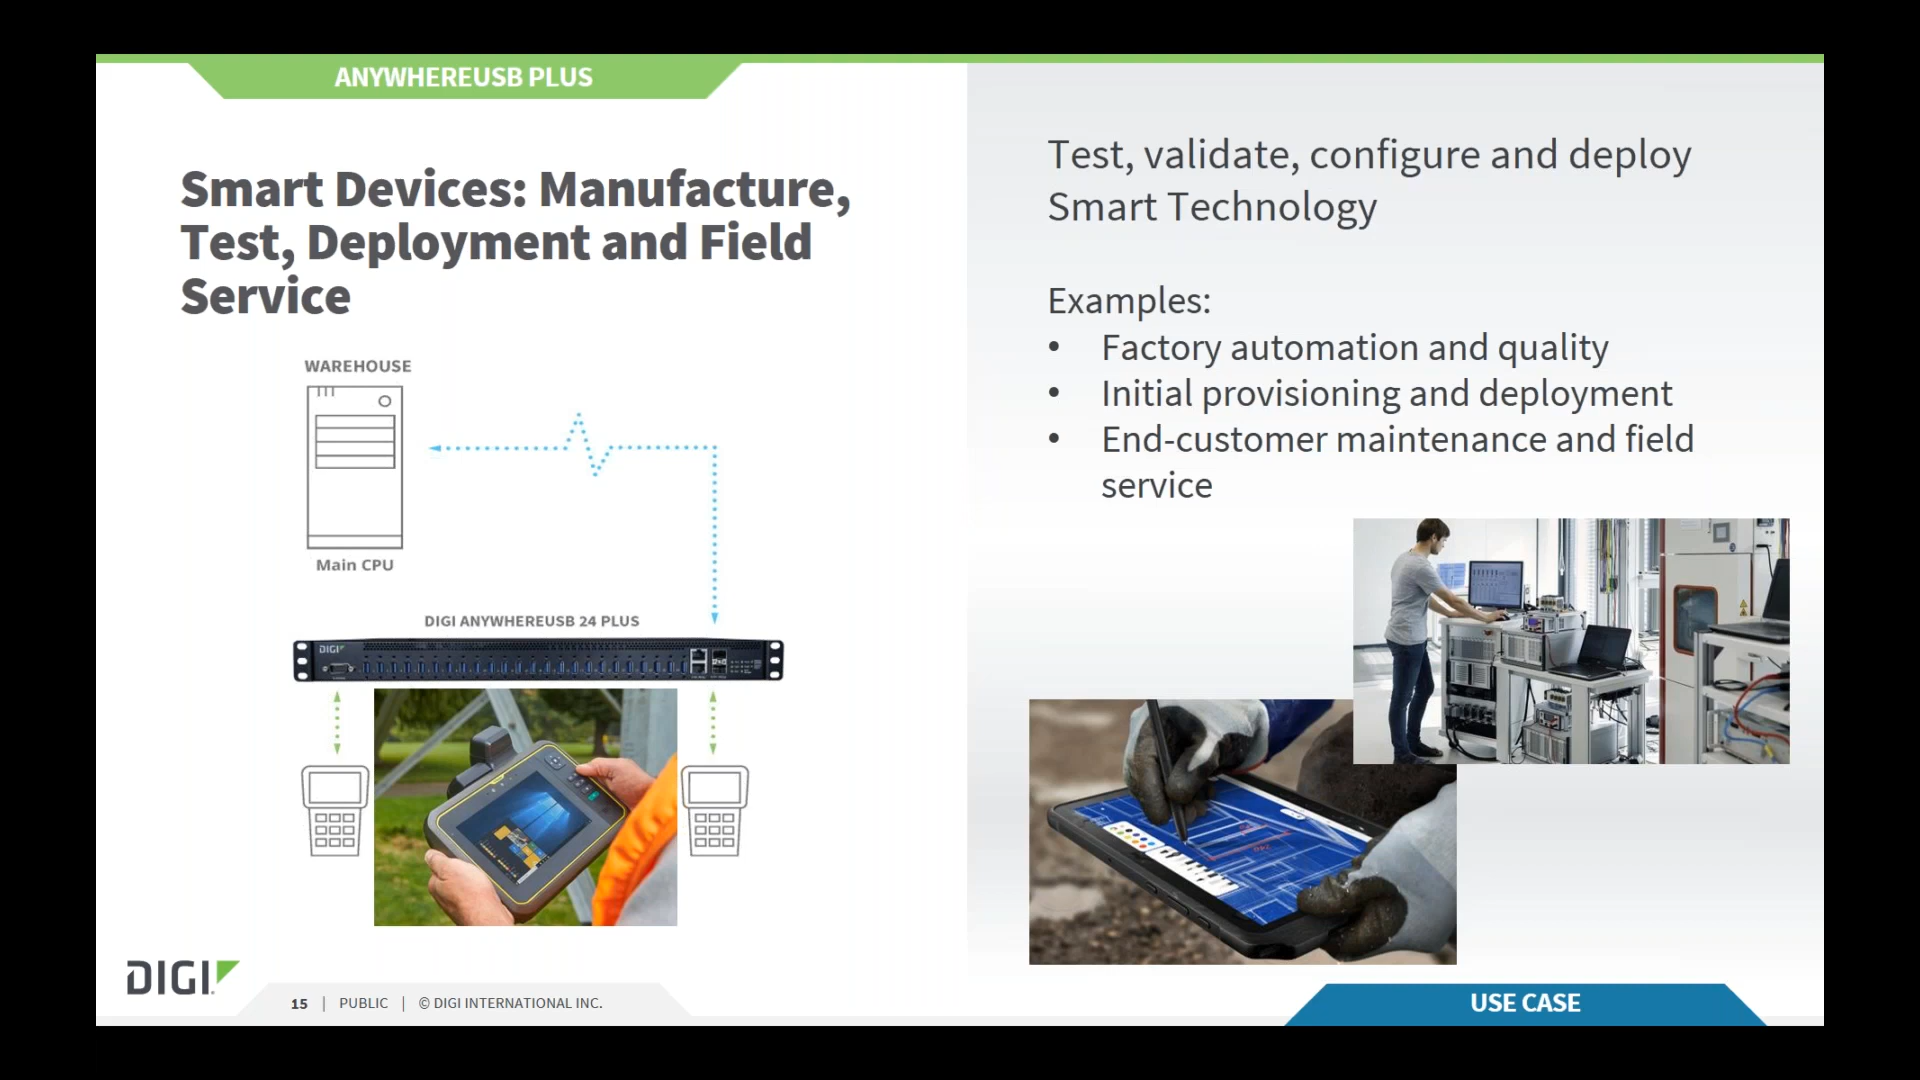 ANYWHEREUSB PLUS
Smart Devices: Manufacture,
Test, Deployment and Field
Service
WAREHOUSE
Main CPU
DIGI ANYWHEREUSB 24 PLUS
DIGI
Test, validate, configure and deploy
Smart Technology
Examples:
• Factory automation and quality
• Initial provisioning and deployment
• End-customer maintenance and field
service
DIGI
15 | PUBLIC | © DIGI INTERNATIONAL INC.
USE CASE